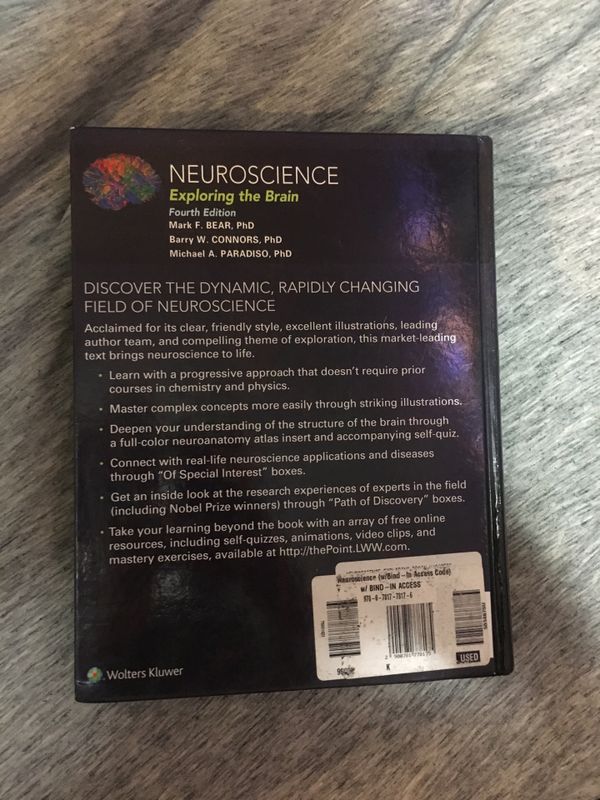 NEUROSCIENCE
Exploring the Brain
Fourth Edition
Mark F. BEAR, PhD
Barry W. CONNORS, PhD
Michael A. PARADISO, PhD
DISCOVER THE DYNAMIC, RAPIDLY CHANGING
FIELD OF NEUROSCIENCE
Acclaimed for its clear, friendly style, excellent illustrations, leading
author team, and compelling theme of exploration, this market-leading
text brings neuroscience to life.
• Learn with a progressive approach that doesn't require prior
courses in chemistry and physics.
• Master complex concepts more easily through striking illustrations.
• Deepen your understanding of the structure of the brain through
a full-color neuroanatomy atlas insert and accompanying self-quiz.
• Connect with real-life neuroscience applications and diseases
through "Of Special Interest" boxes.
• Get an inside look at the research experiences of experts in the field
(including Nobel Prize winners) through "Path of Discovery" boxes.
• Take your learning beyond the book with an array of free online
resources, including self-quizzes, animations, video clips, and
mastery exercises, available at http://thePoint.LWW.com.
Neuroscience (w/Bind-In Access Code)
w/ BIND-IN ACCESS
K
USED
Wolters Kluwer